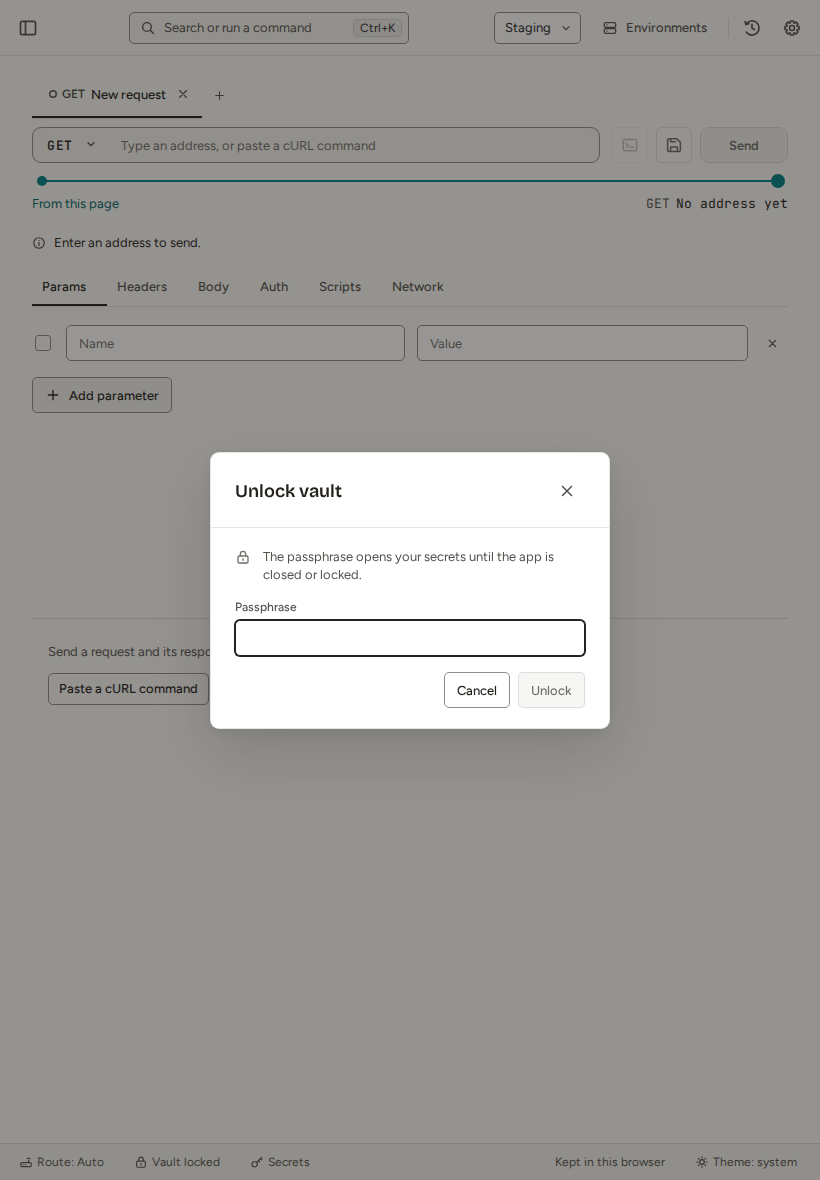 Search or run a command Ctrl+K Staging Environments
GET New request
GET Type an address, or paste a cURL command Send
From this page GET No address yet
Enter an address to send.
Params Headers Body Auth Scripts Network
Name Value
Add parameter
Unlock vault
The passphrase opens your secrets until the app is
closed or locked.
Passphrase
Send a request and its respo
Paste a cURL command
Cancel Unlock
Route: Auto Vault locked Secrets Kept in this browser Theme: system